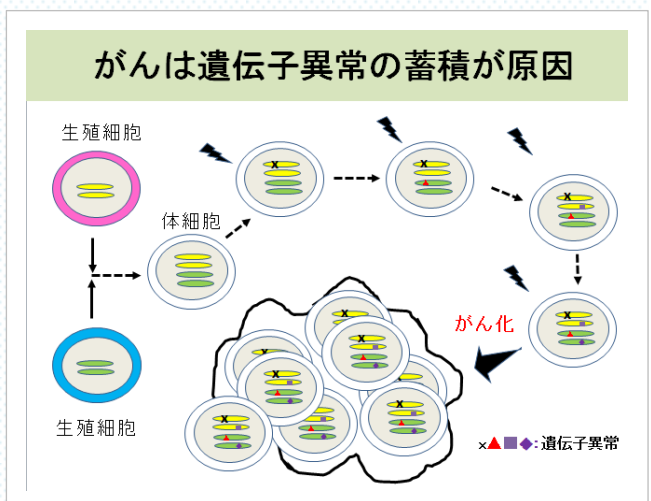 がんは遺伝子異常の蓄積が原因
生殖細胞
体細胞
がん化
生殖細胞
×▲■◆:遺伝子異常